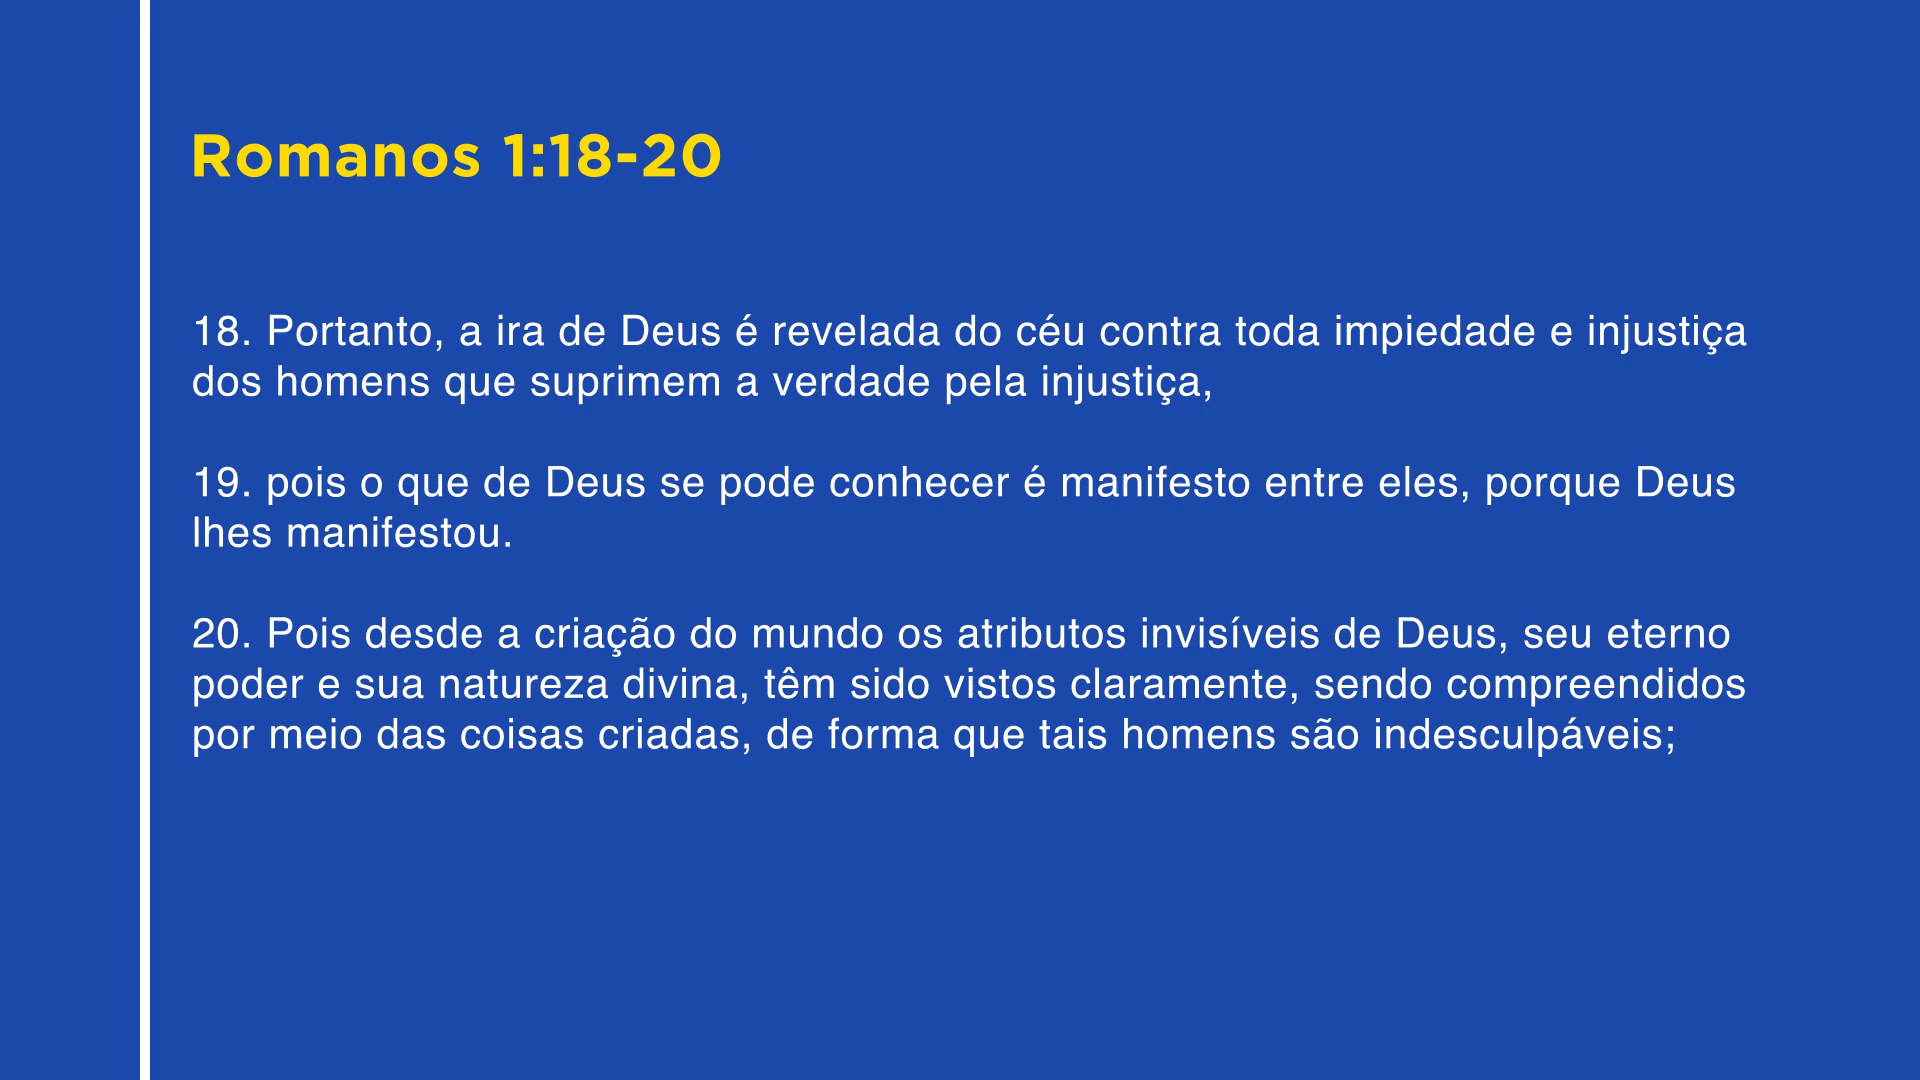 Romanos 1:18-20
18. Portanto, a ira de Deus é revelada do céu contra toda impiedade e injustiça
dos homens que suprimem a verdade pela injustiça,
19. pois o que de Deus se pode conhecer é manifesto entre eles, porque Deus
lhes manifestou.
20. Pois desde a criação do mundo os atributos invisíveis de Deus, seu eterno
poder e sua natureza divina, têm sido vistos claramente, sendo compreendidos
por meio das coisas criadas, de forma que tais homens são indesculpáveis;